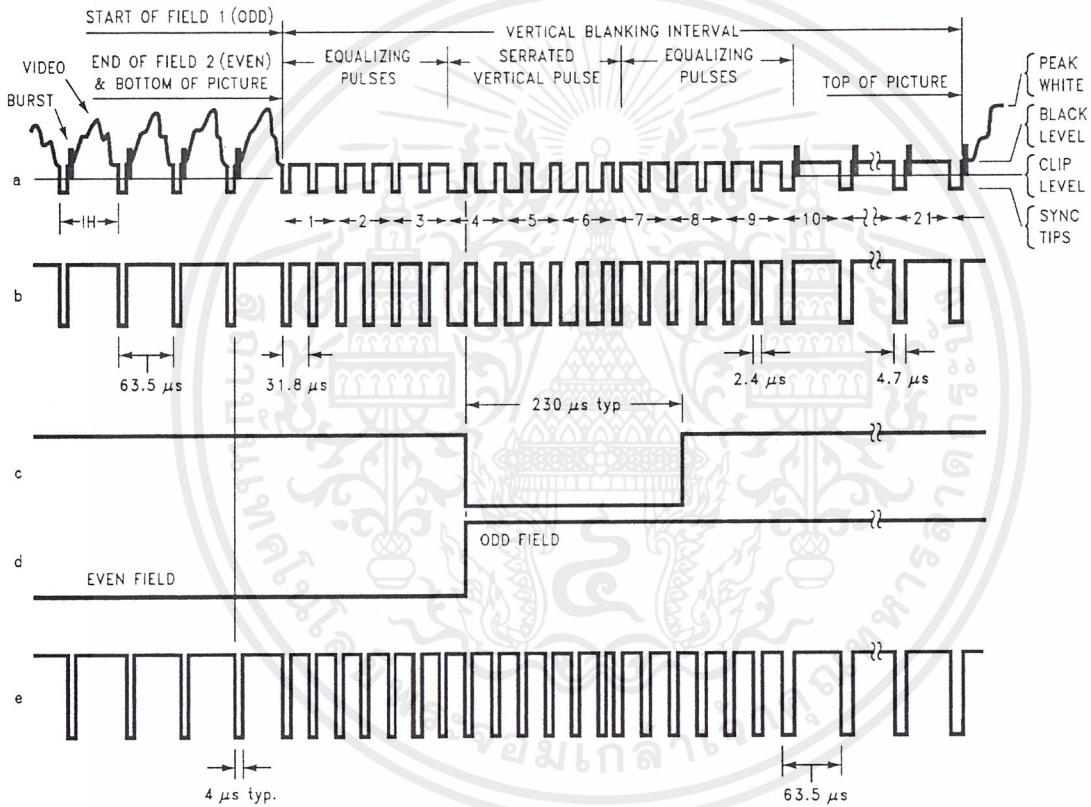 START OF FIELD 1 (ODD)
VERTICAL BLANKING INTERVAL
END OF FIELD 2 (EVEN)
& BOTTOM OF PICTURE
EQUALIZING
PULSES
SERRATED
VERTICAL PULSE
EQUALIZING
PULSES
TOP OF PICTURE
VIDEO
BURST
PEAK
WHITE
BLACK
LEVEL
CLIP
LEVEL
SYNC
TIPS
a
1H
1 2 3 4 5 6 7 8 9 10 21
b
63.5 μs
31.8 μs
2.4 μs
4.7 μs
230 μs typ
c
d
EVEN FIELD
ODD FIELD
e
4 μs typ.
63.5 μs